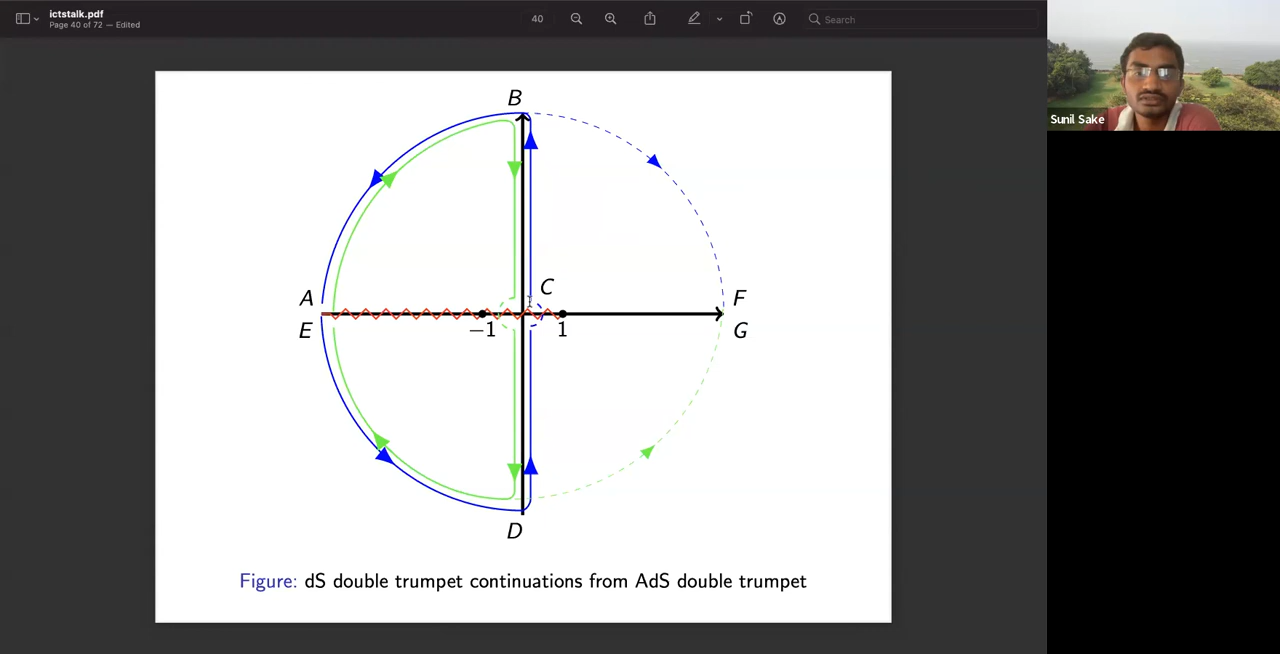 ictstalk.pdf
Page 40 of 72 — Edited
40
Search
Sunil Sake
B
C
A
F
E
−1
1
G
D
Figure: dS double trumpet continuations from AdS double trumpet